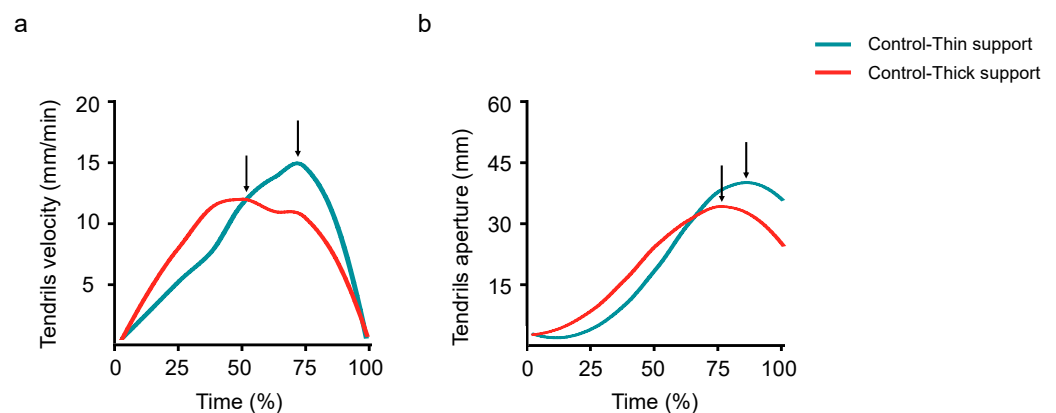 a
b
Control-Thin support
Control-Thick support
Tendrils velocity (mm/min)
20
15
10
5
0
25
50
75
100
Time (%)
Tendrils aperture (mm)
60
45
30
15
0
25
50
75
100
Time (%)